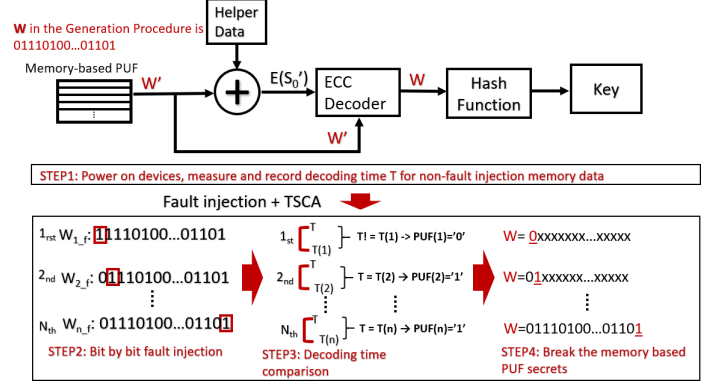 W in the Generation Procedure is
01110100...01101
Helper
Data
Memory-based PUF
W'
+
E(S0')
ECC
Decoder
W
Hash
Function
Key
W'
STEP1: Power on devices, measure and record decoding time T for non-fault injection memory data
Fault injection + TSCA
1rst W1_f: 11110100...01101
2nd W2_f: 01110100...01101
Nth Wn_f: 01110100...01101
STEP2: Bit by bit fault injection
1st T T(1) T! = T(1) -> PUF(1)='0'
2nd T T(2) T = T(2) → PUF(2)='1'
Nth T T(n) T = T(n) → PUF(n)='1'
STEP3: Decoding time
comparison
W= 0xxxxxxx...xxxxx
W=01xxxxxx...xxxxx
W=01110100...01101
STEP4: Break the memory based
PUF secrets